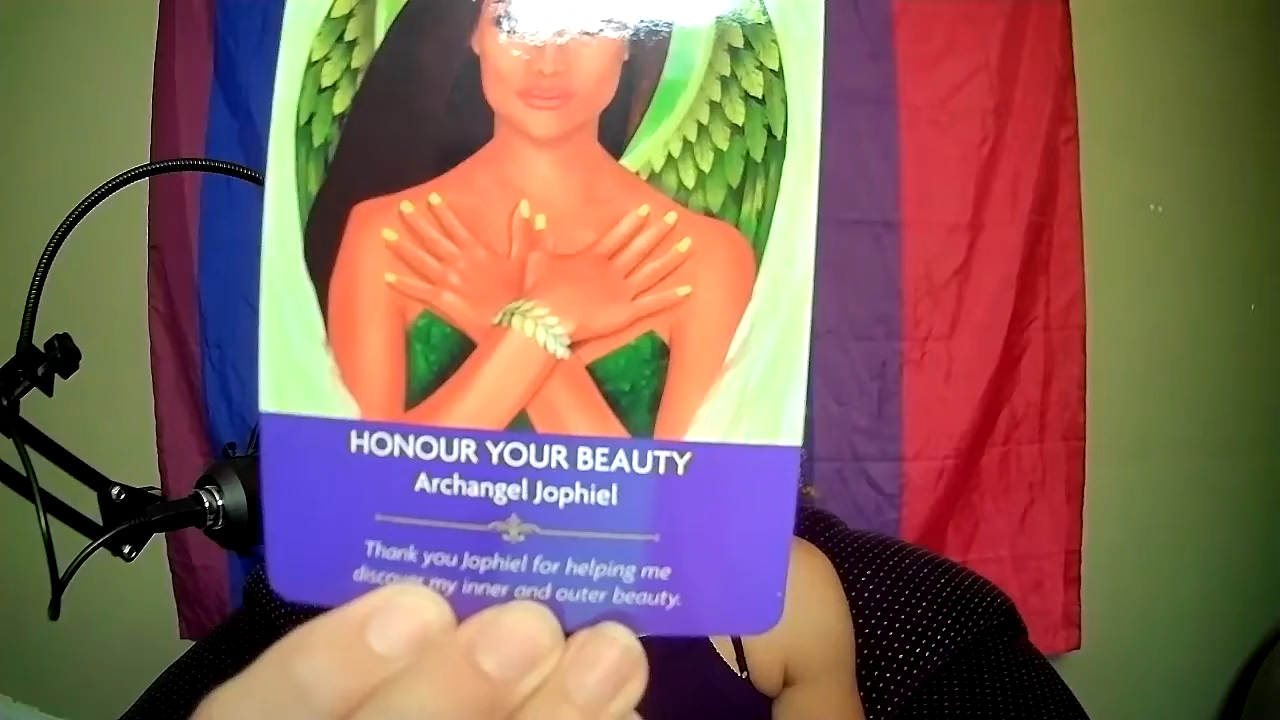 HONOUR YOUR BEAUTY
Archangel Jophiel
Thank you Jophiel for helping me
discover my inner and outer beauty.